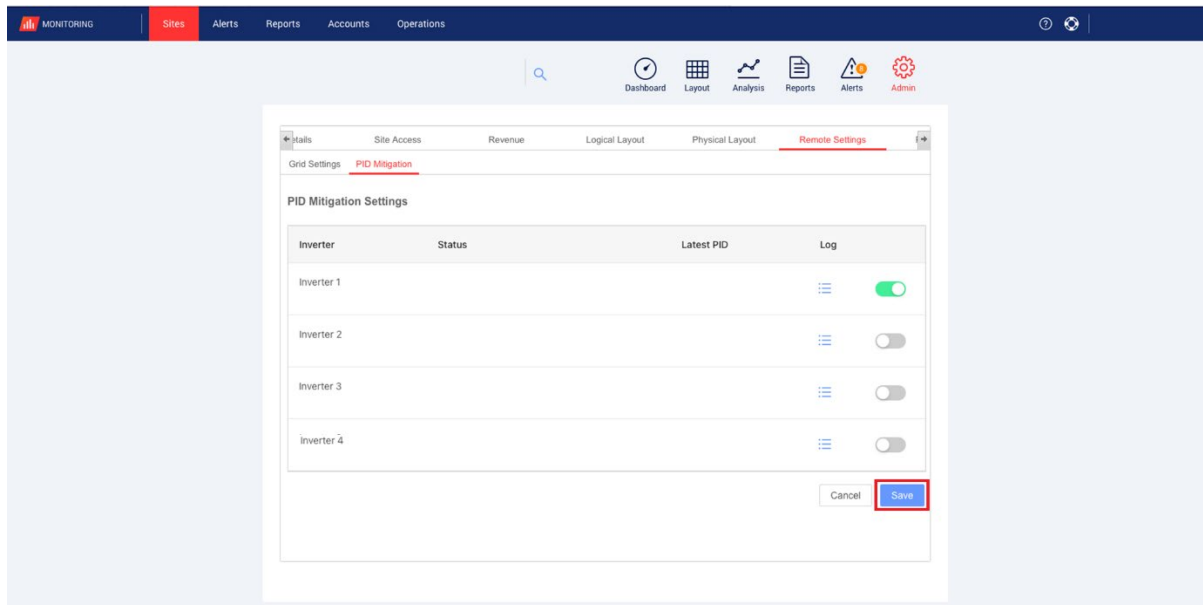 MONITORING Sites Alerts Reports Accounts Operations
Dashboard Layout Analysis Reports Alerts Admin
etails Site Access Revenue Logical Layout Physical Layout Remote Settings
Grid Settings PID Mitigation
PID Mitigation Settings
Inverter Status Latest PID Log
Inverter 1
Inverter 2
Inverter 3
Inverter 4
Cancel Save